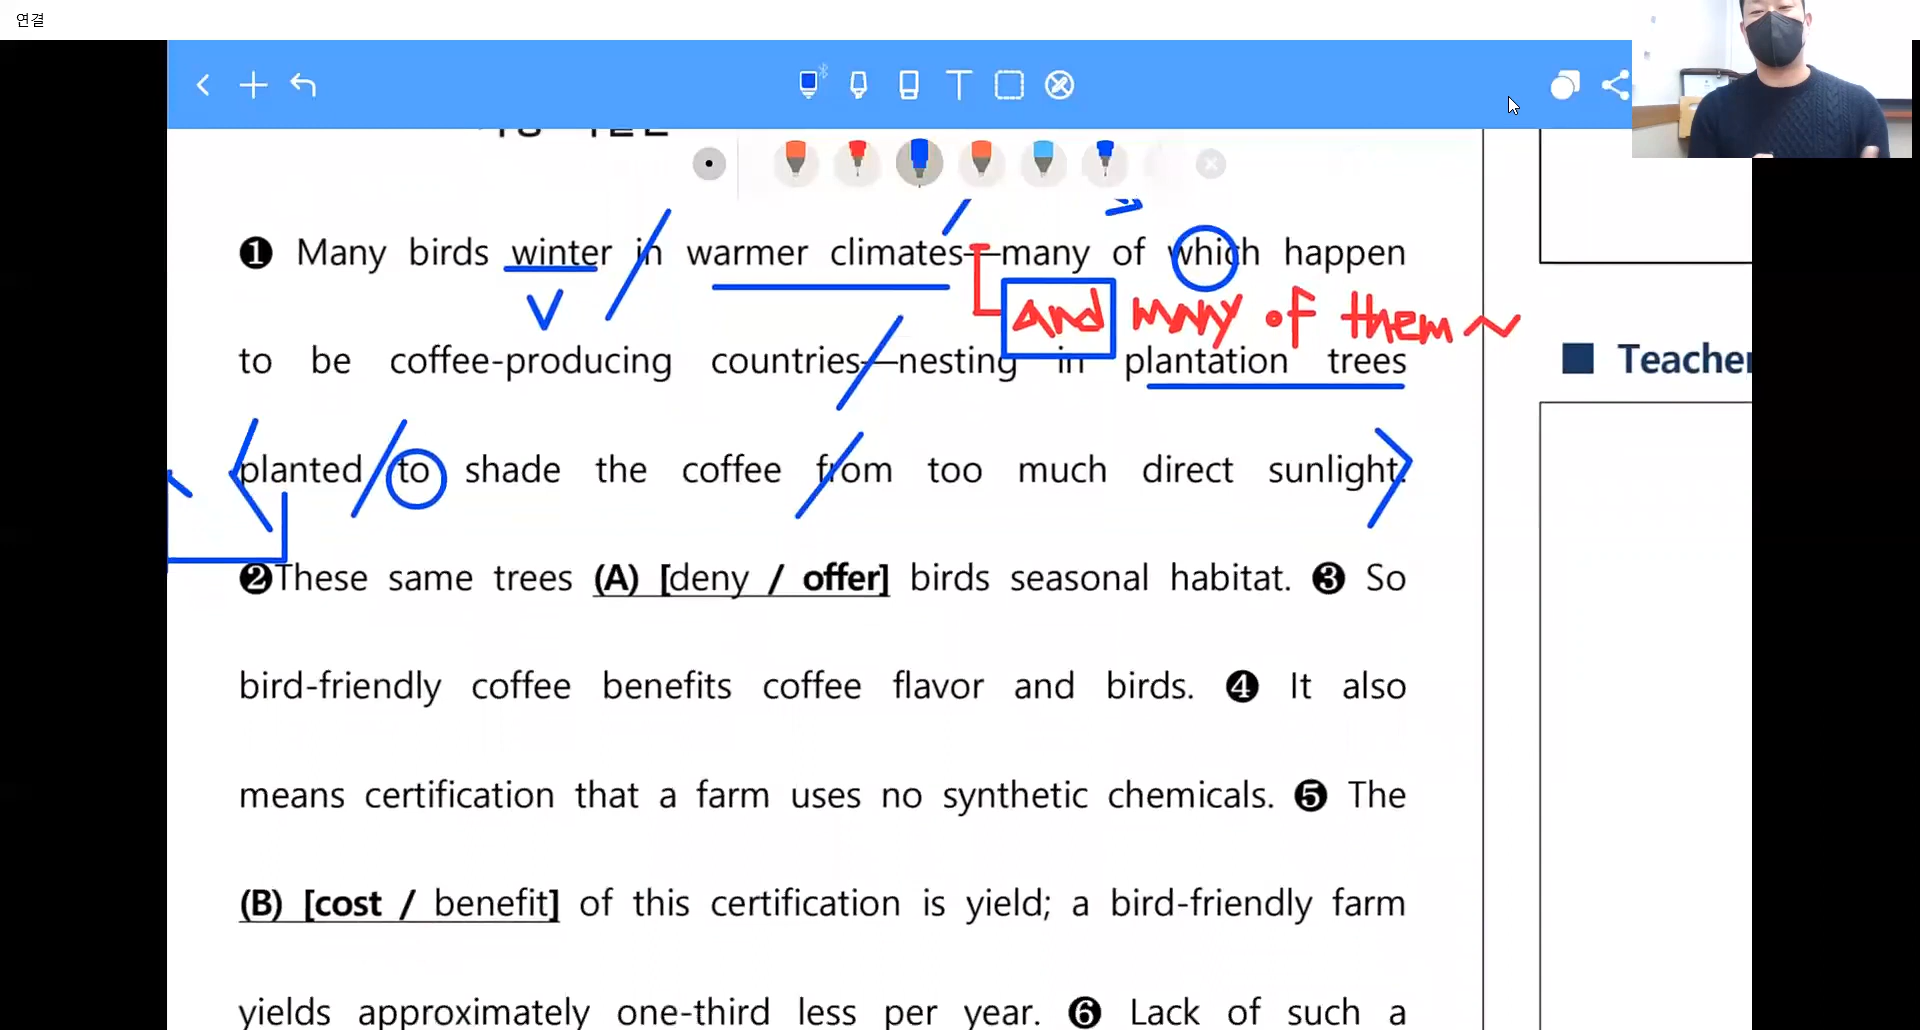 연결
❶ Many birds winter in warmer climates—many of which happen
and many of them ~
to be coffee-producing countries—nesting in plantation trees
planted to shade the coffee from too much direct sunlight.
❷These same trees (A) [deny / offer] birds seasonal habitat. ❸ So
bird-friendly coffee benefits coffee flavor and birds. ❹ It also
means certification that a farm uses no synthetic chemicals. ❺ The
(B) [cost / benefit] of this certification is yield; a bird-friendly farm
yields approximately one-third less per year. ❻ Lack of such a
V
■ Teacher